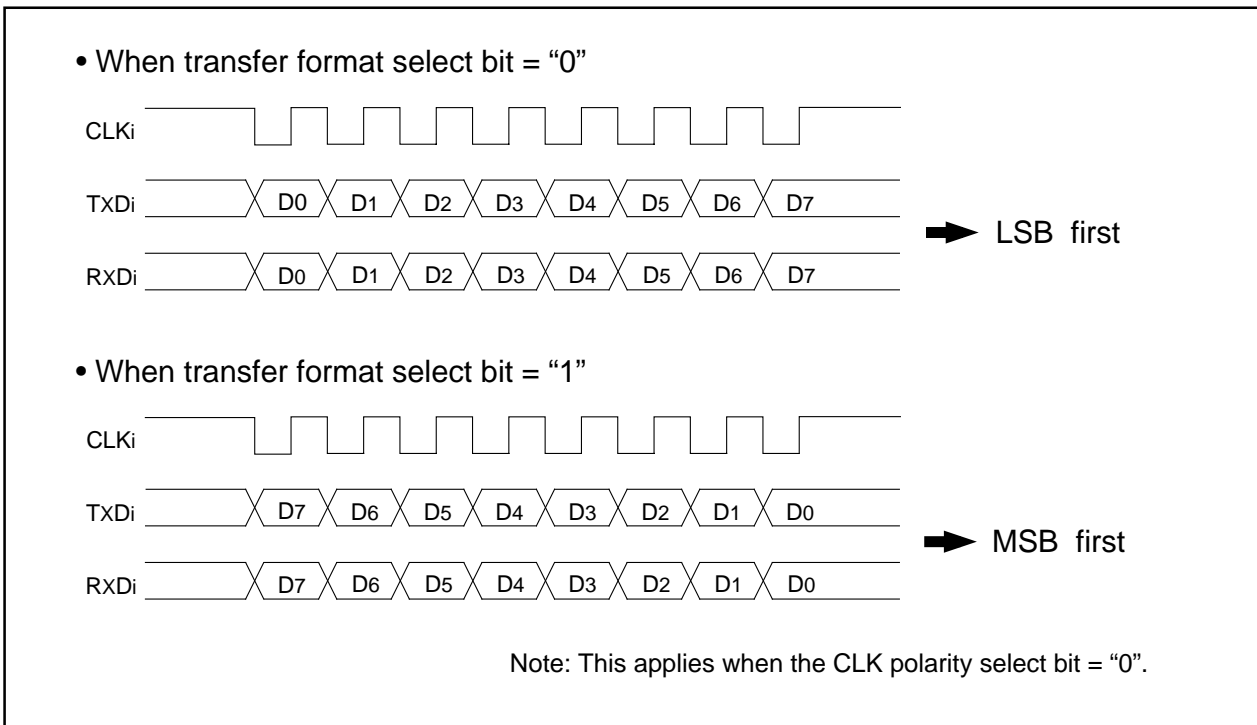 • When transfer format select bit = “0”
CLKi
TXDi D0 D1 D2 D3 D4 D5 D6 D7
RXDi D0 D1 D2 D3 D4 D5 D6 D7
LSB first
• When transfer format select bit = “1”
CLKi
TXDi D7 D6 D5 D4 D3 D2 D1 D0
RXDi D7 D6 D5 D4 D3 D2 D1 D0
MSB first
Note: This applies when the CLK polarity select bit = “0”.